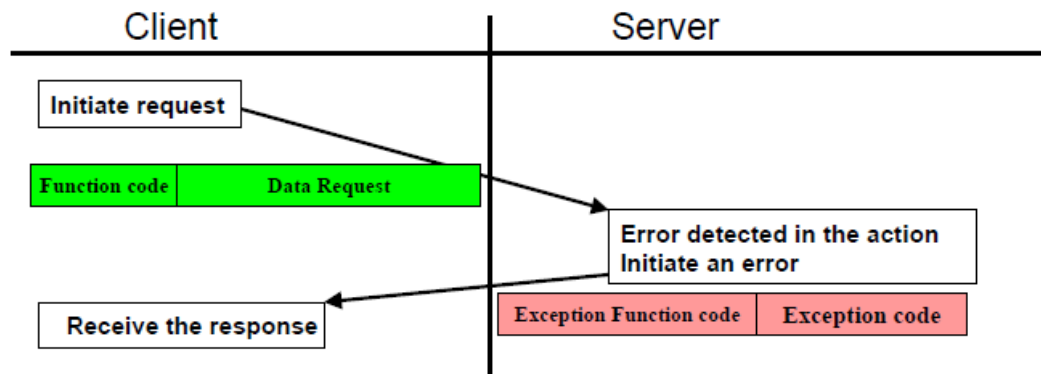 Client
Server
Initiate request
Function code
Data Request
Error detected in the action
Initiate an error
Receive the response
Exception Function code
Exception code